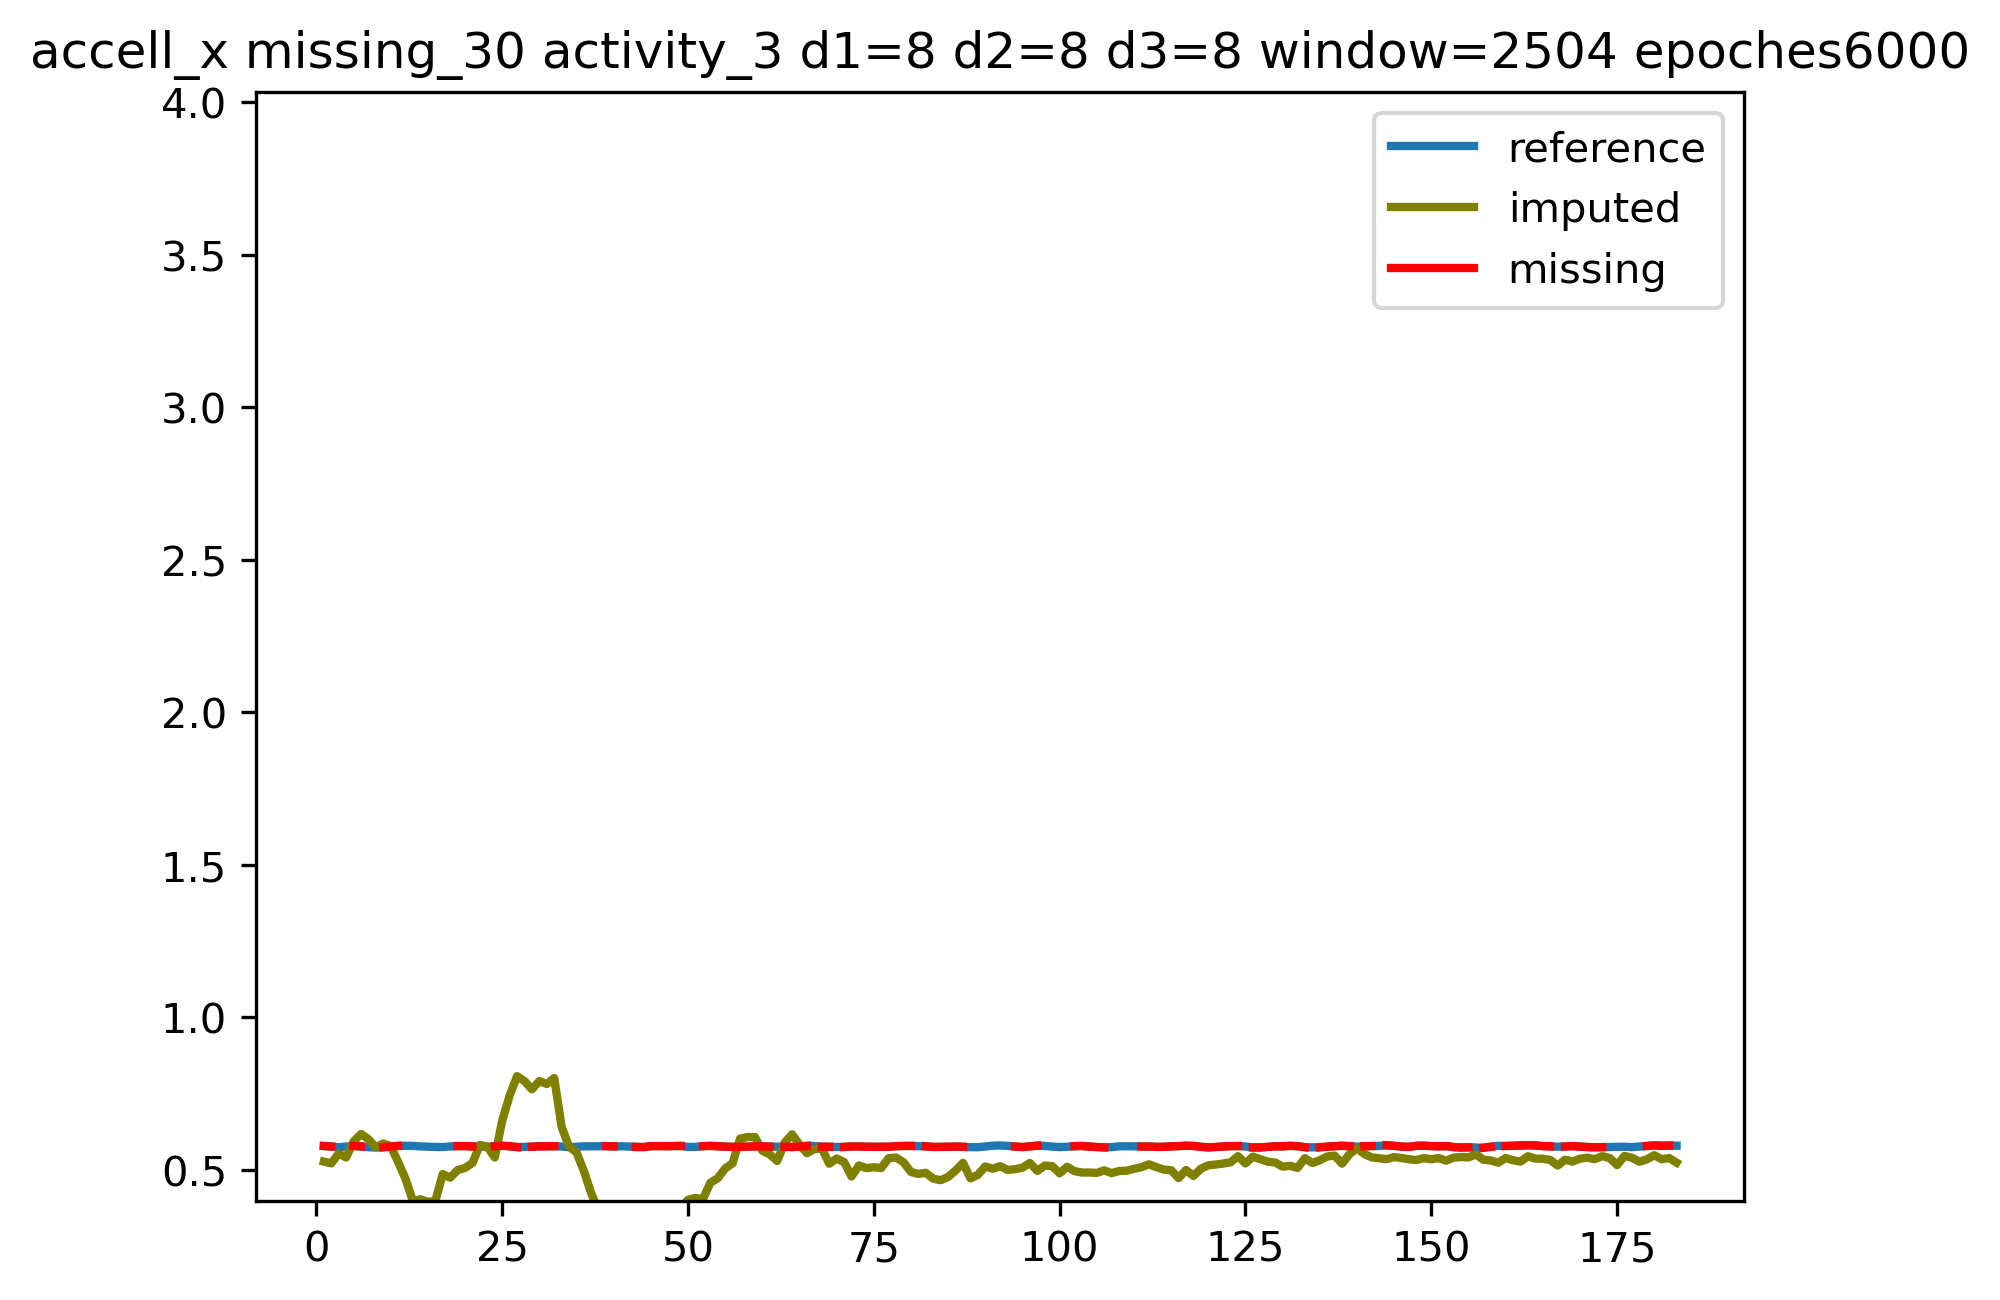 accell_x missing_30 activity_3 d1=8 d2=8 d3=8 window=2504 epoches6000
4.0
3.5
3.0
2.5
2.0
1.5
1.0
0.5
reference
imputed
missing
0 25 50 75 100 125 150 175